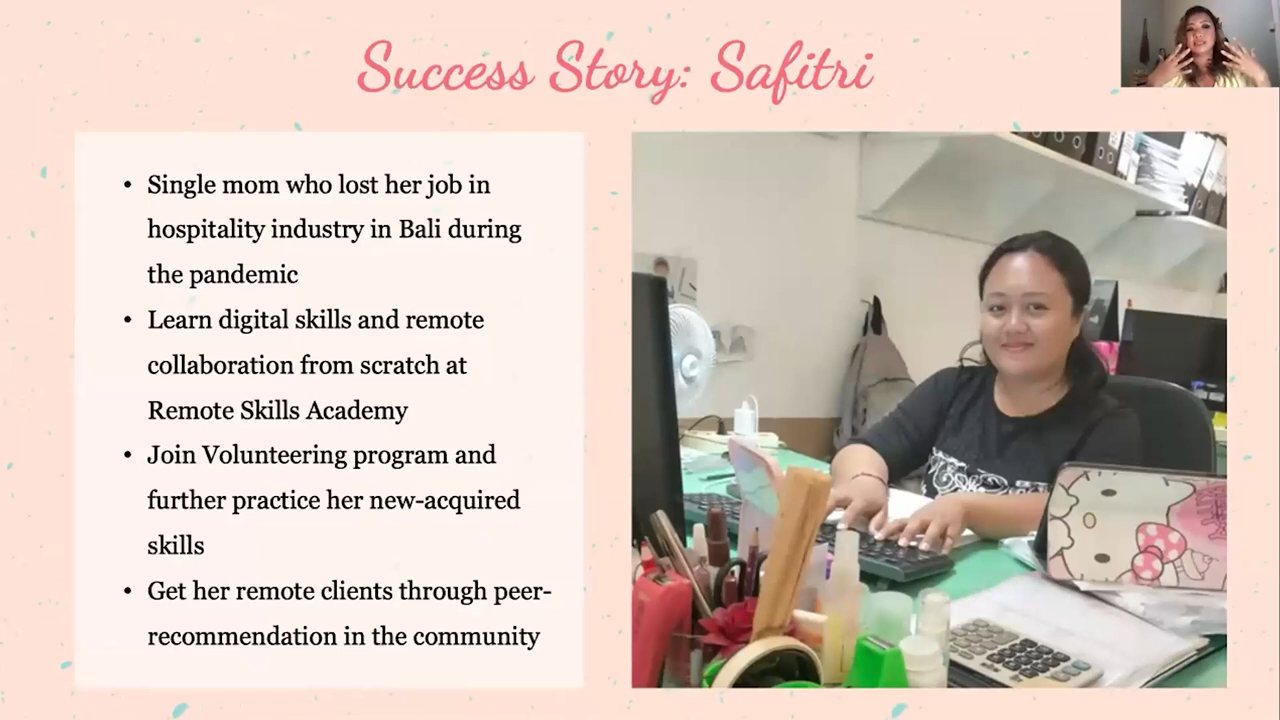 Success Story: Safitri
• Single mom who lost her job in
hospitality industry in Bali during
the pandemic
• Learn digital skills and remote
collaboration from scratch at
Remote Skills Academy
• Join Volunteering program and
further practice her new-acquired
skills
• Get her remote clients through peer-
recommendation in the community